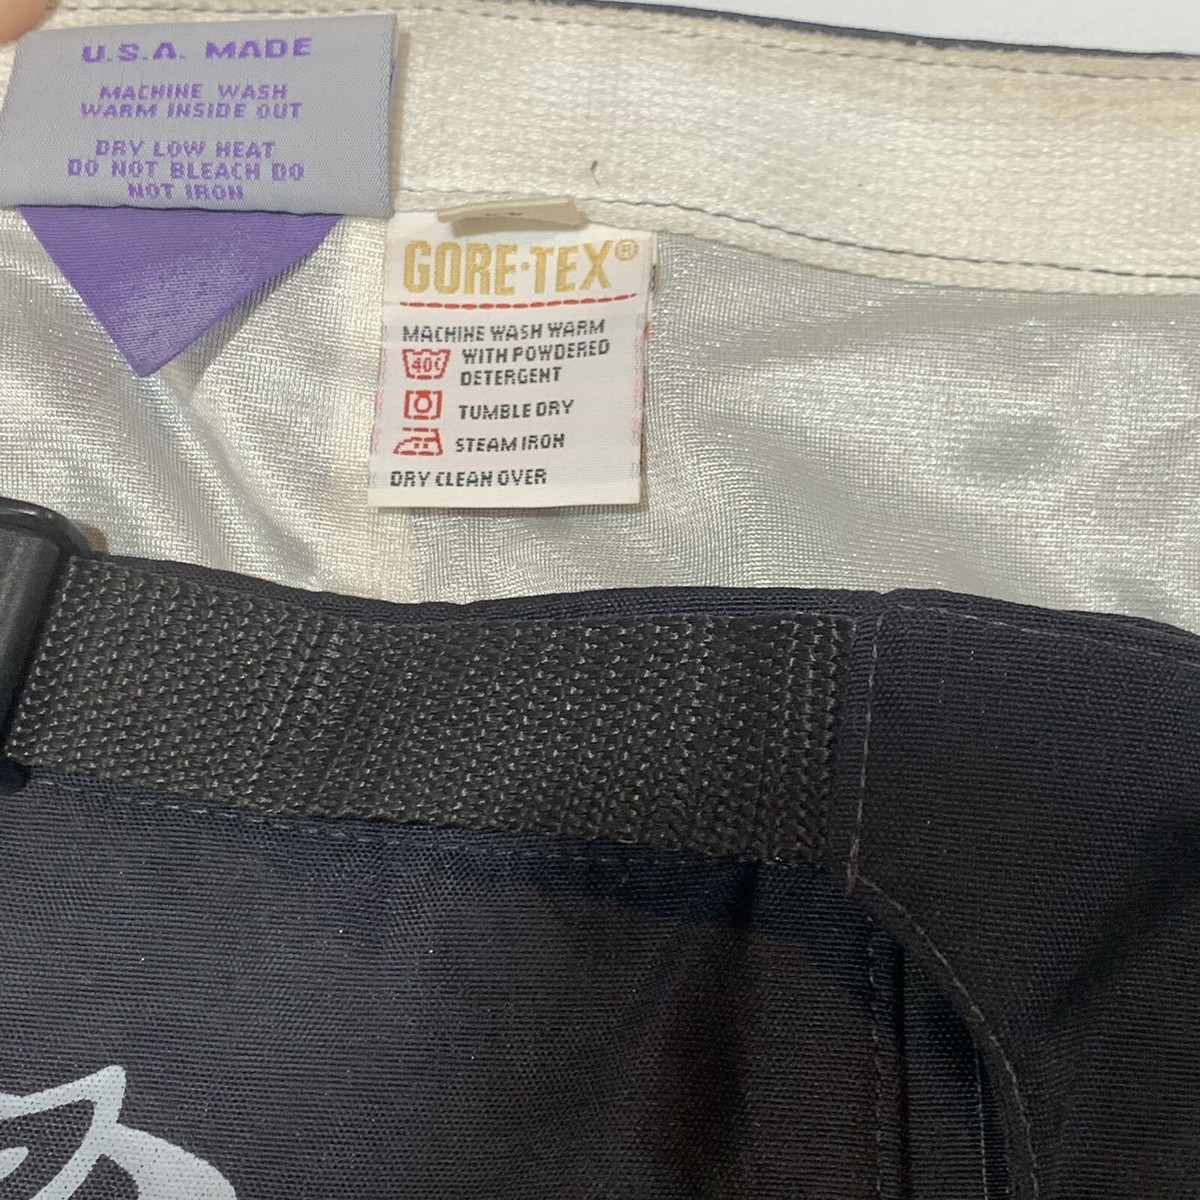 U.S.A. MADE
MACHINE WASH
WARM INSIDE OUT
DRY LOW HEAT
DO NOT BLEACH DO
NOT IRON
GORE-TEX®
MACHINE WASH WARM
40C WITH POWDERED
DETERGENT
TUMBLE DRY
STEAM IRON
DRY CLEAN OVER